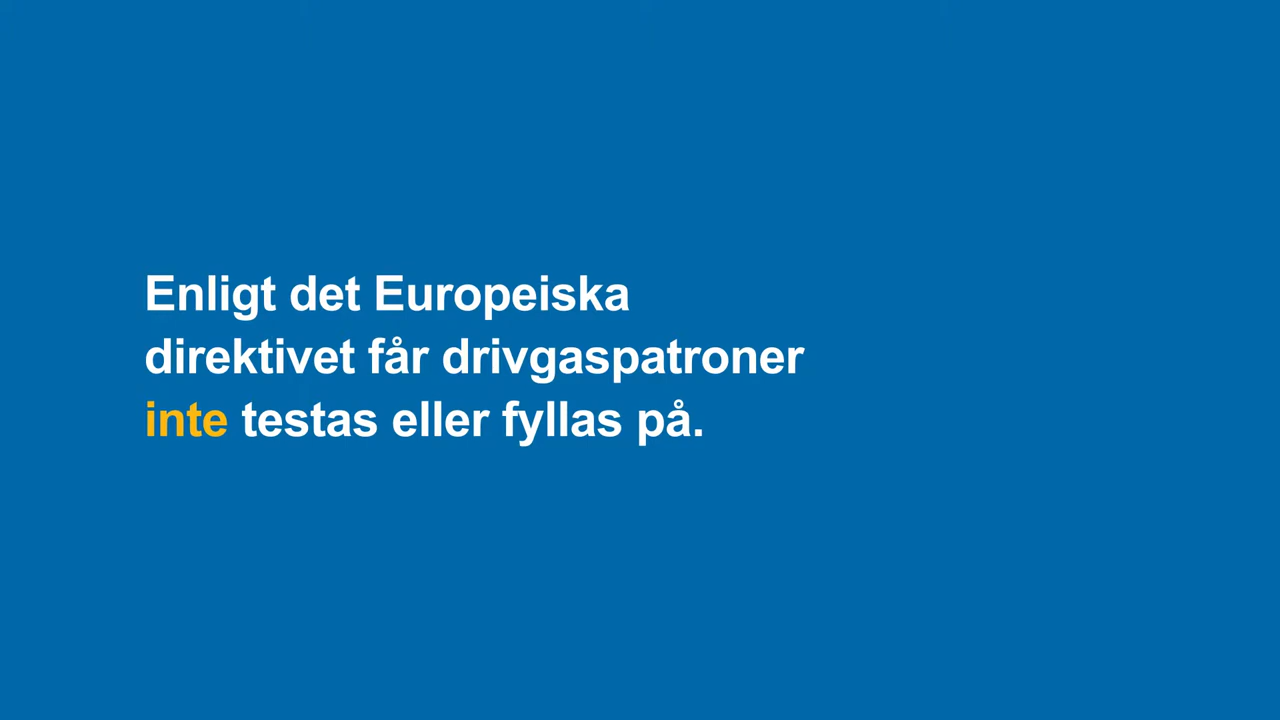 Enligt det Europeiska
direktivet får drivgaspatroner
inte testas eller fyllas på.